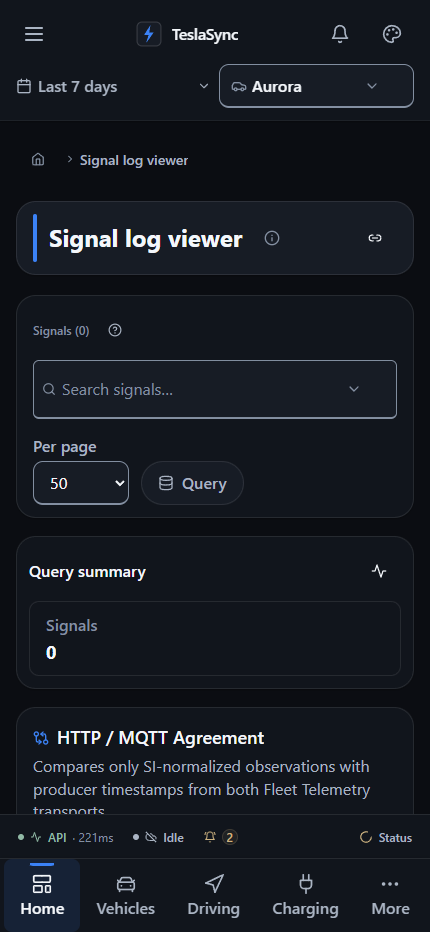 TeslaSync
Last 7 days
Aurora
Signal log viewer
Signal log viewer
Signals (0)
Search signals...
Per page
50
Query
Query summary
Signals
0
HTTP / MQTT Agreement
Compares only SI-normalized observations with
producer timestamps from both Fleet Telemetry
transports
API · 221ms
Idle
2
Status
Home
Vehicles
Driving
Charging
More